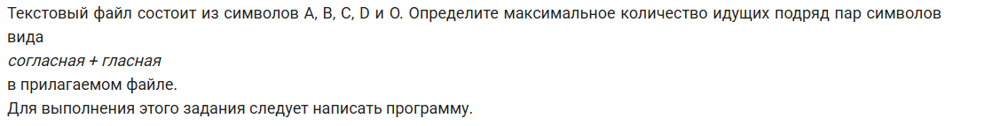 Текстовый файл состоит из символов A, B, C, D и O. Определите максимальное количество идущих подряд пар символов
вида
согласная + гласная
в прилагаемом файле.
Для выполнения этого задания следует написать программу.